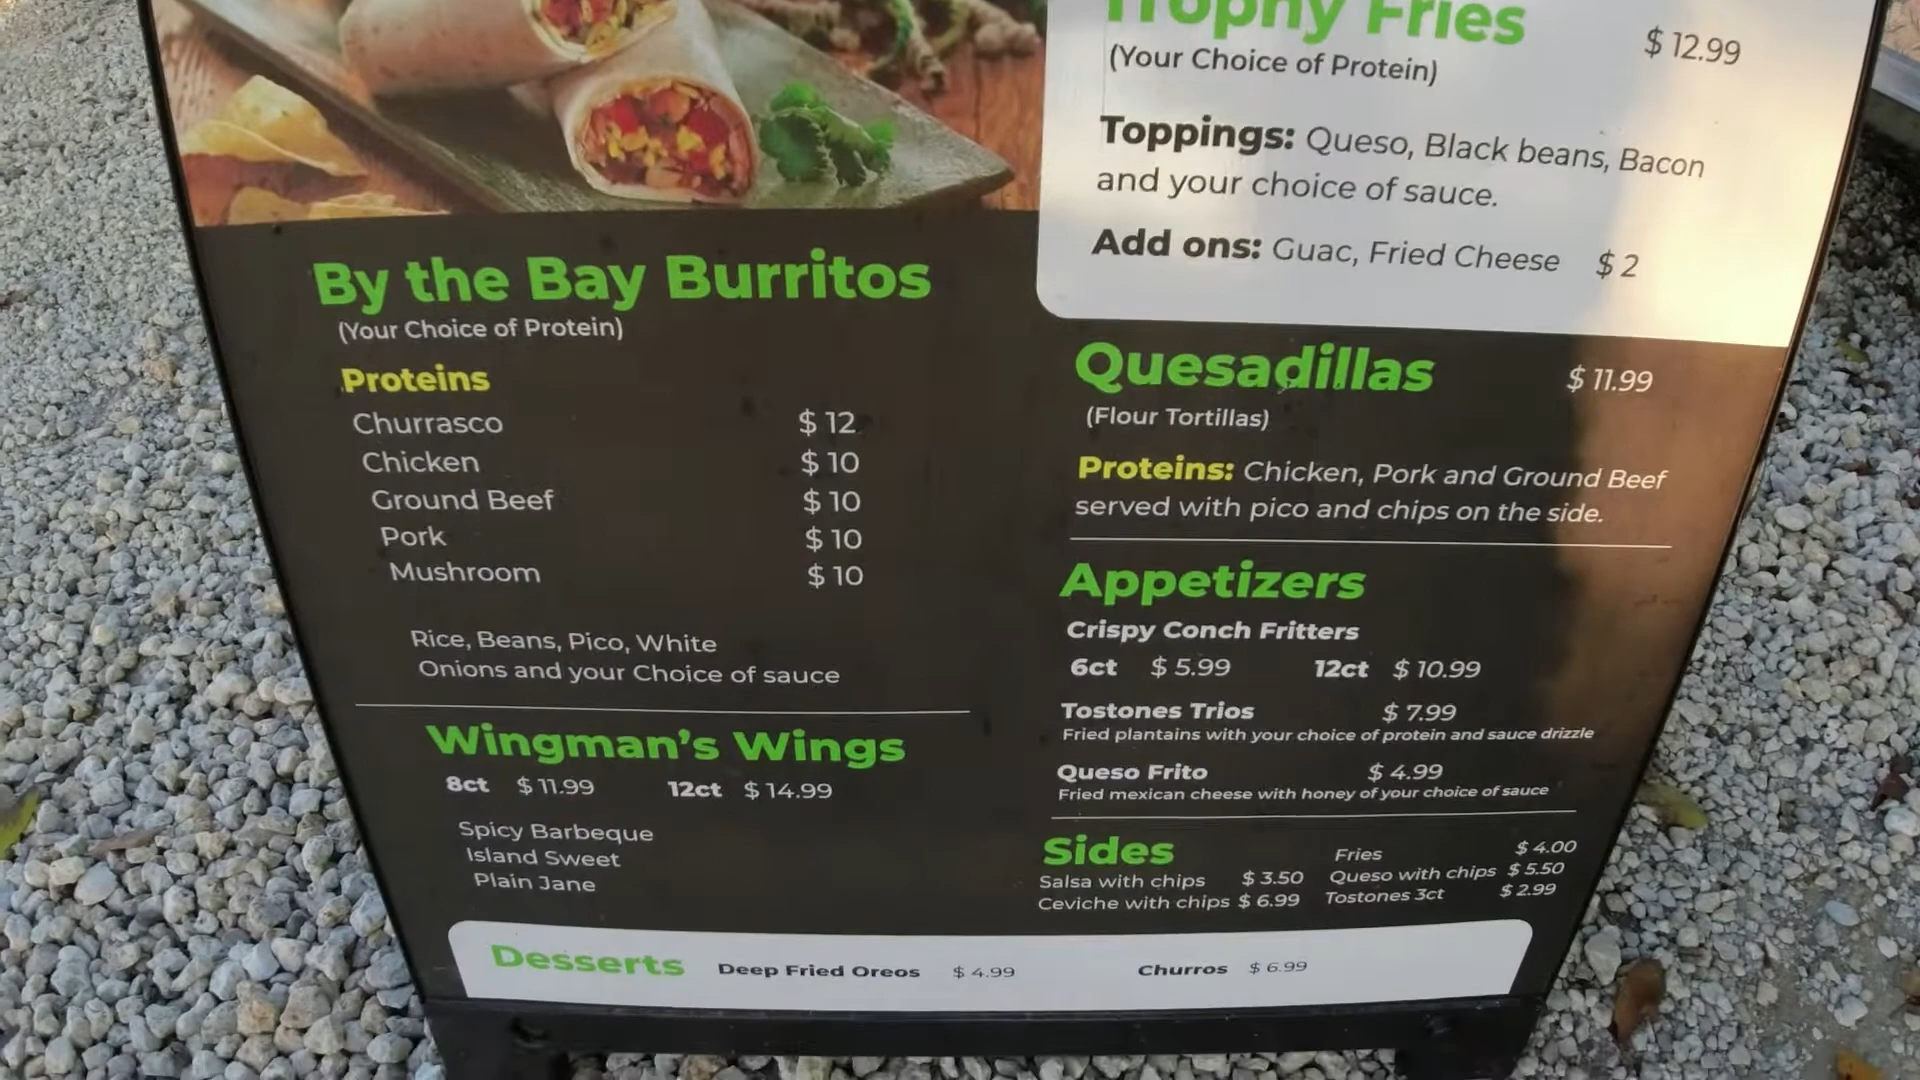 By the Bay Burritos
(Your Choice of Protein)
Proteins
Churrasco $ 12
Chicken $ 10
Ground Beef $ 10
Pork $ 10
Mushroom $ 10
Rice, Beans, Pico, White
Onions and your Choice of sauce
Wingman's Wings
8ct $ 11.99 12ct $ 14.99
Spicy Barbeque
Island Sweet
Plain Jane
Trophy Fries $ 12.99
(Your Choice of Protein)
Toppings: Queso, Black beans, Bacon
and your choice of sauce.
Add ons: Guac, Fried Cheese $ 2
Quesadillas $ 11.99
(Flour Tortillas)
Proteins: Chicken, Pork and Ground Beef
served with pico and chips on the side.
Appetizers
Crispy Conch Fritters
6ct $ 5.99 12ct $ 10.99
Tostones Trios $ 7.99
Fried plantains with your choice of protein and sauce drizzle
Queso Frito $ 4.99
Fried mexican cheese with honey of your choice of sauce
Sides
Salsa with chips $ 3.50
Ceviche with chips $ 6.99
Fries $ 4.00
Queso with chips $ 5.50
Tostones 3ct $ 2.99
Desserts Deep Fried Oreos $ 4.99 Churros $ 6.99